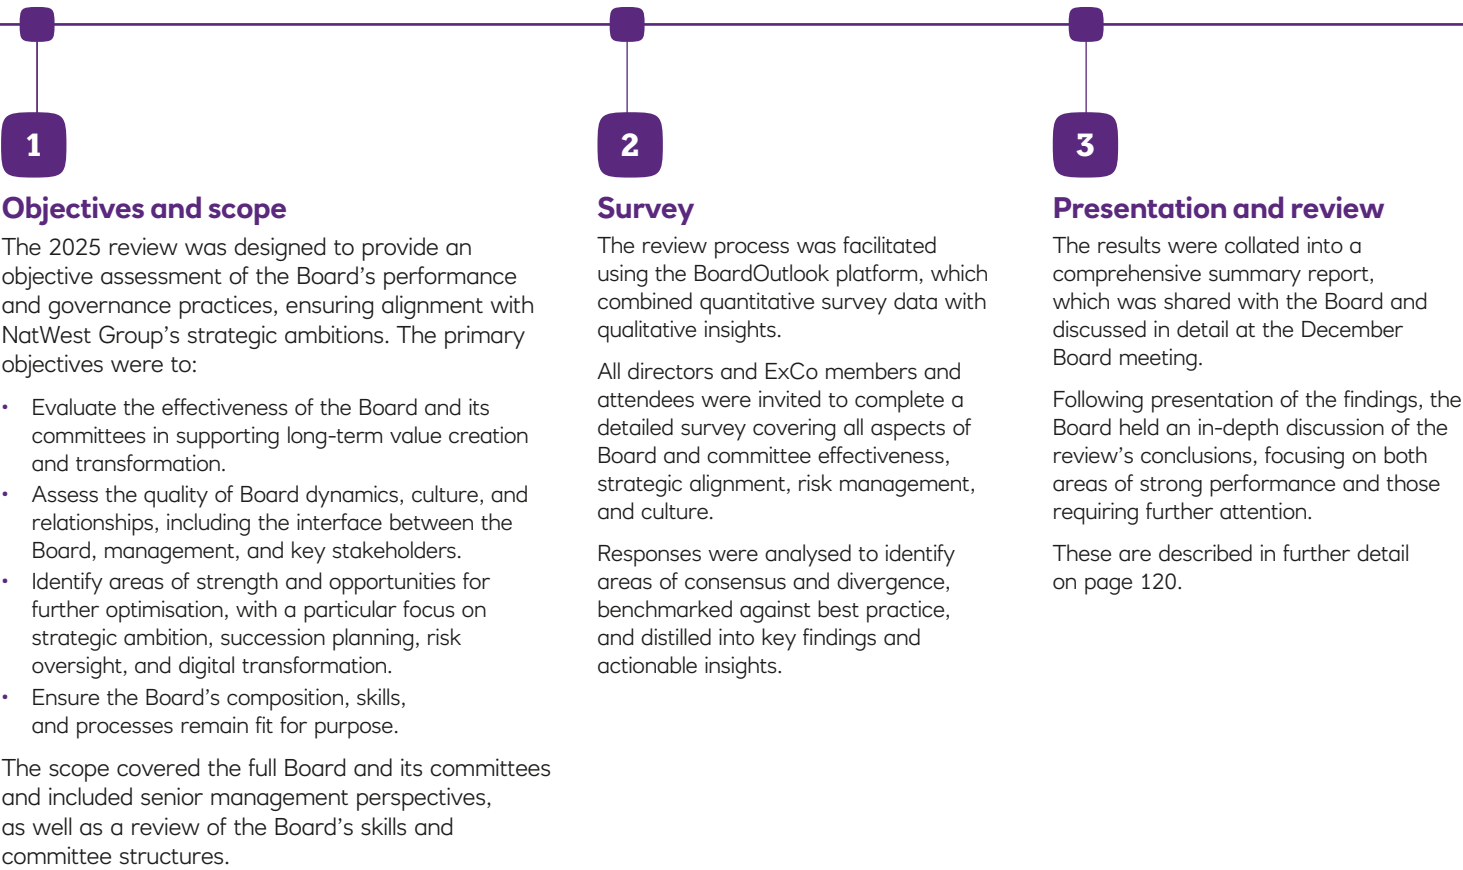 1
Objectives and scope
The 2025 review was designed to provide an
objective assessment of the Board’s performance
and governance practices, ensuring alignment with
NatWest Group’s strategic ambitions. The primary
objectives were to:
• Evaluate the effectiveness of the Board and its
committees in supporting long-term value creation
and transformation.
• Assess the quality of Board dynamics, culture, and
relationships, including the interface between the
Board, management, and key stakeholders.
• Identify areas of strength and opportunities for
further optimisation, with a particular focus on
strategic ambition, succession planning, risk
oversight, and digital transformation.
• Ensure the Board’s composition, skills,
and processes remain fit for purpose.
The scope covered the full Board and its committees
and included senior management perspectives,
as well as a review of the Board’s skills and
committee structures.
2
Survey
The review process was facilitated
using the BoardOutlook platform, which
combined quantitative survey data with
qualitative insights.
All directors and ExCo members and
attendees were invited to complete a
detailed survey covering all aspects of
Board and committee effectiveness,
strategic alignment, risk management,
and culture.
Responses were analysed to identify
areas of consensus and divergence,
benchmarked against best practice,
and distilled into key findings and
actionable insights.
3
Presentation and review
The results were collated into a
comprehensive summary report,
which was shared with the Board and
discussed in detail at the December
Board meeting.
Following presentation of the findings, the
Board held an in-depth discussion of the
review’s conclusions, focusing on both
areas of strong performance and those
requiring further attention.
These are described in further detail
on page 120.